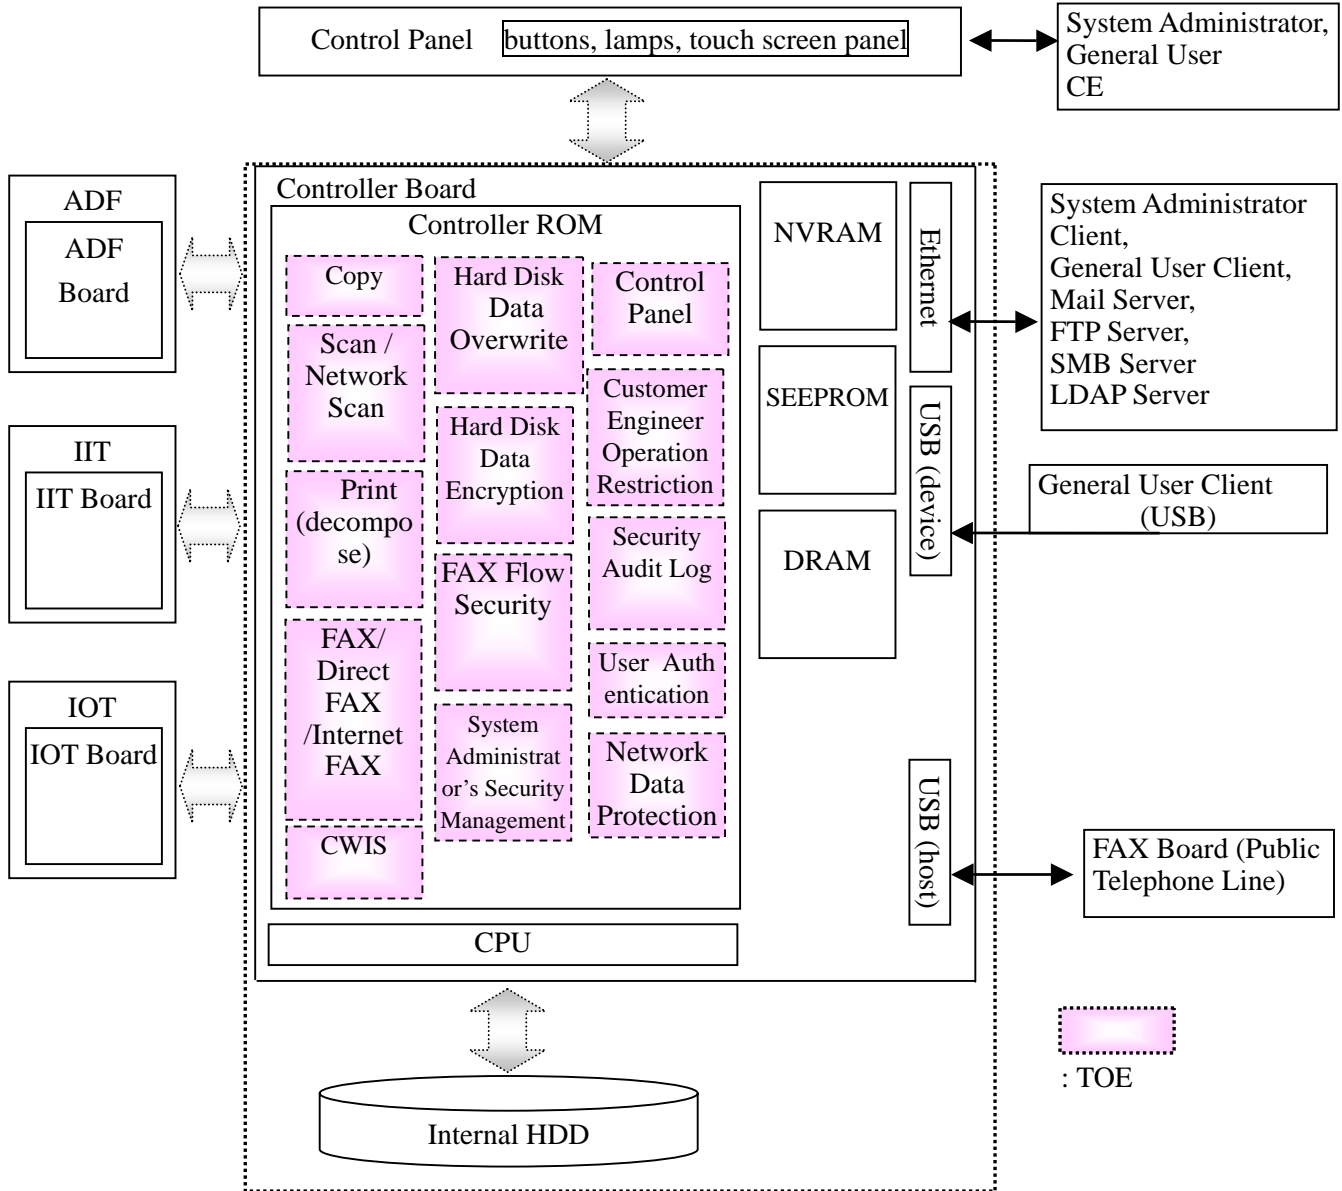 Control Panel
buttons, lamps, touch screen panel
System Administrator,
General User
CE
ADF
ADF
Board
IIT
IIT Board
IOT
IOT Board
Controller Board
Controller ROM
Copy
Scan /
Network
Scan
Print
(decompo
se)
FAX/
Direct
FAX
/Internet
FAX
CWIS
Hard Disk
Data
Overwrite
Hard Disk
Data
Encryption
FAX Flow
Security
System
Administrat
or’s Security
Management
Control
Panel
Customer
Engineer
Operation
Restriction
Security
Audit Log
User Auth
entication
Network
Data
Protection
CPU
NVRAM
SEEPROM
DRAM
Ethernet
USB (device)
USB (host)
System Administrator
Client,
General User Client,
Mail Server,
FTP Server,
SMB Server
LDAP Server
General User Client
(USB)
FAX Board (Public
Telephone Line)
: TOE
Internal HDD